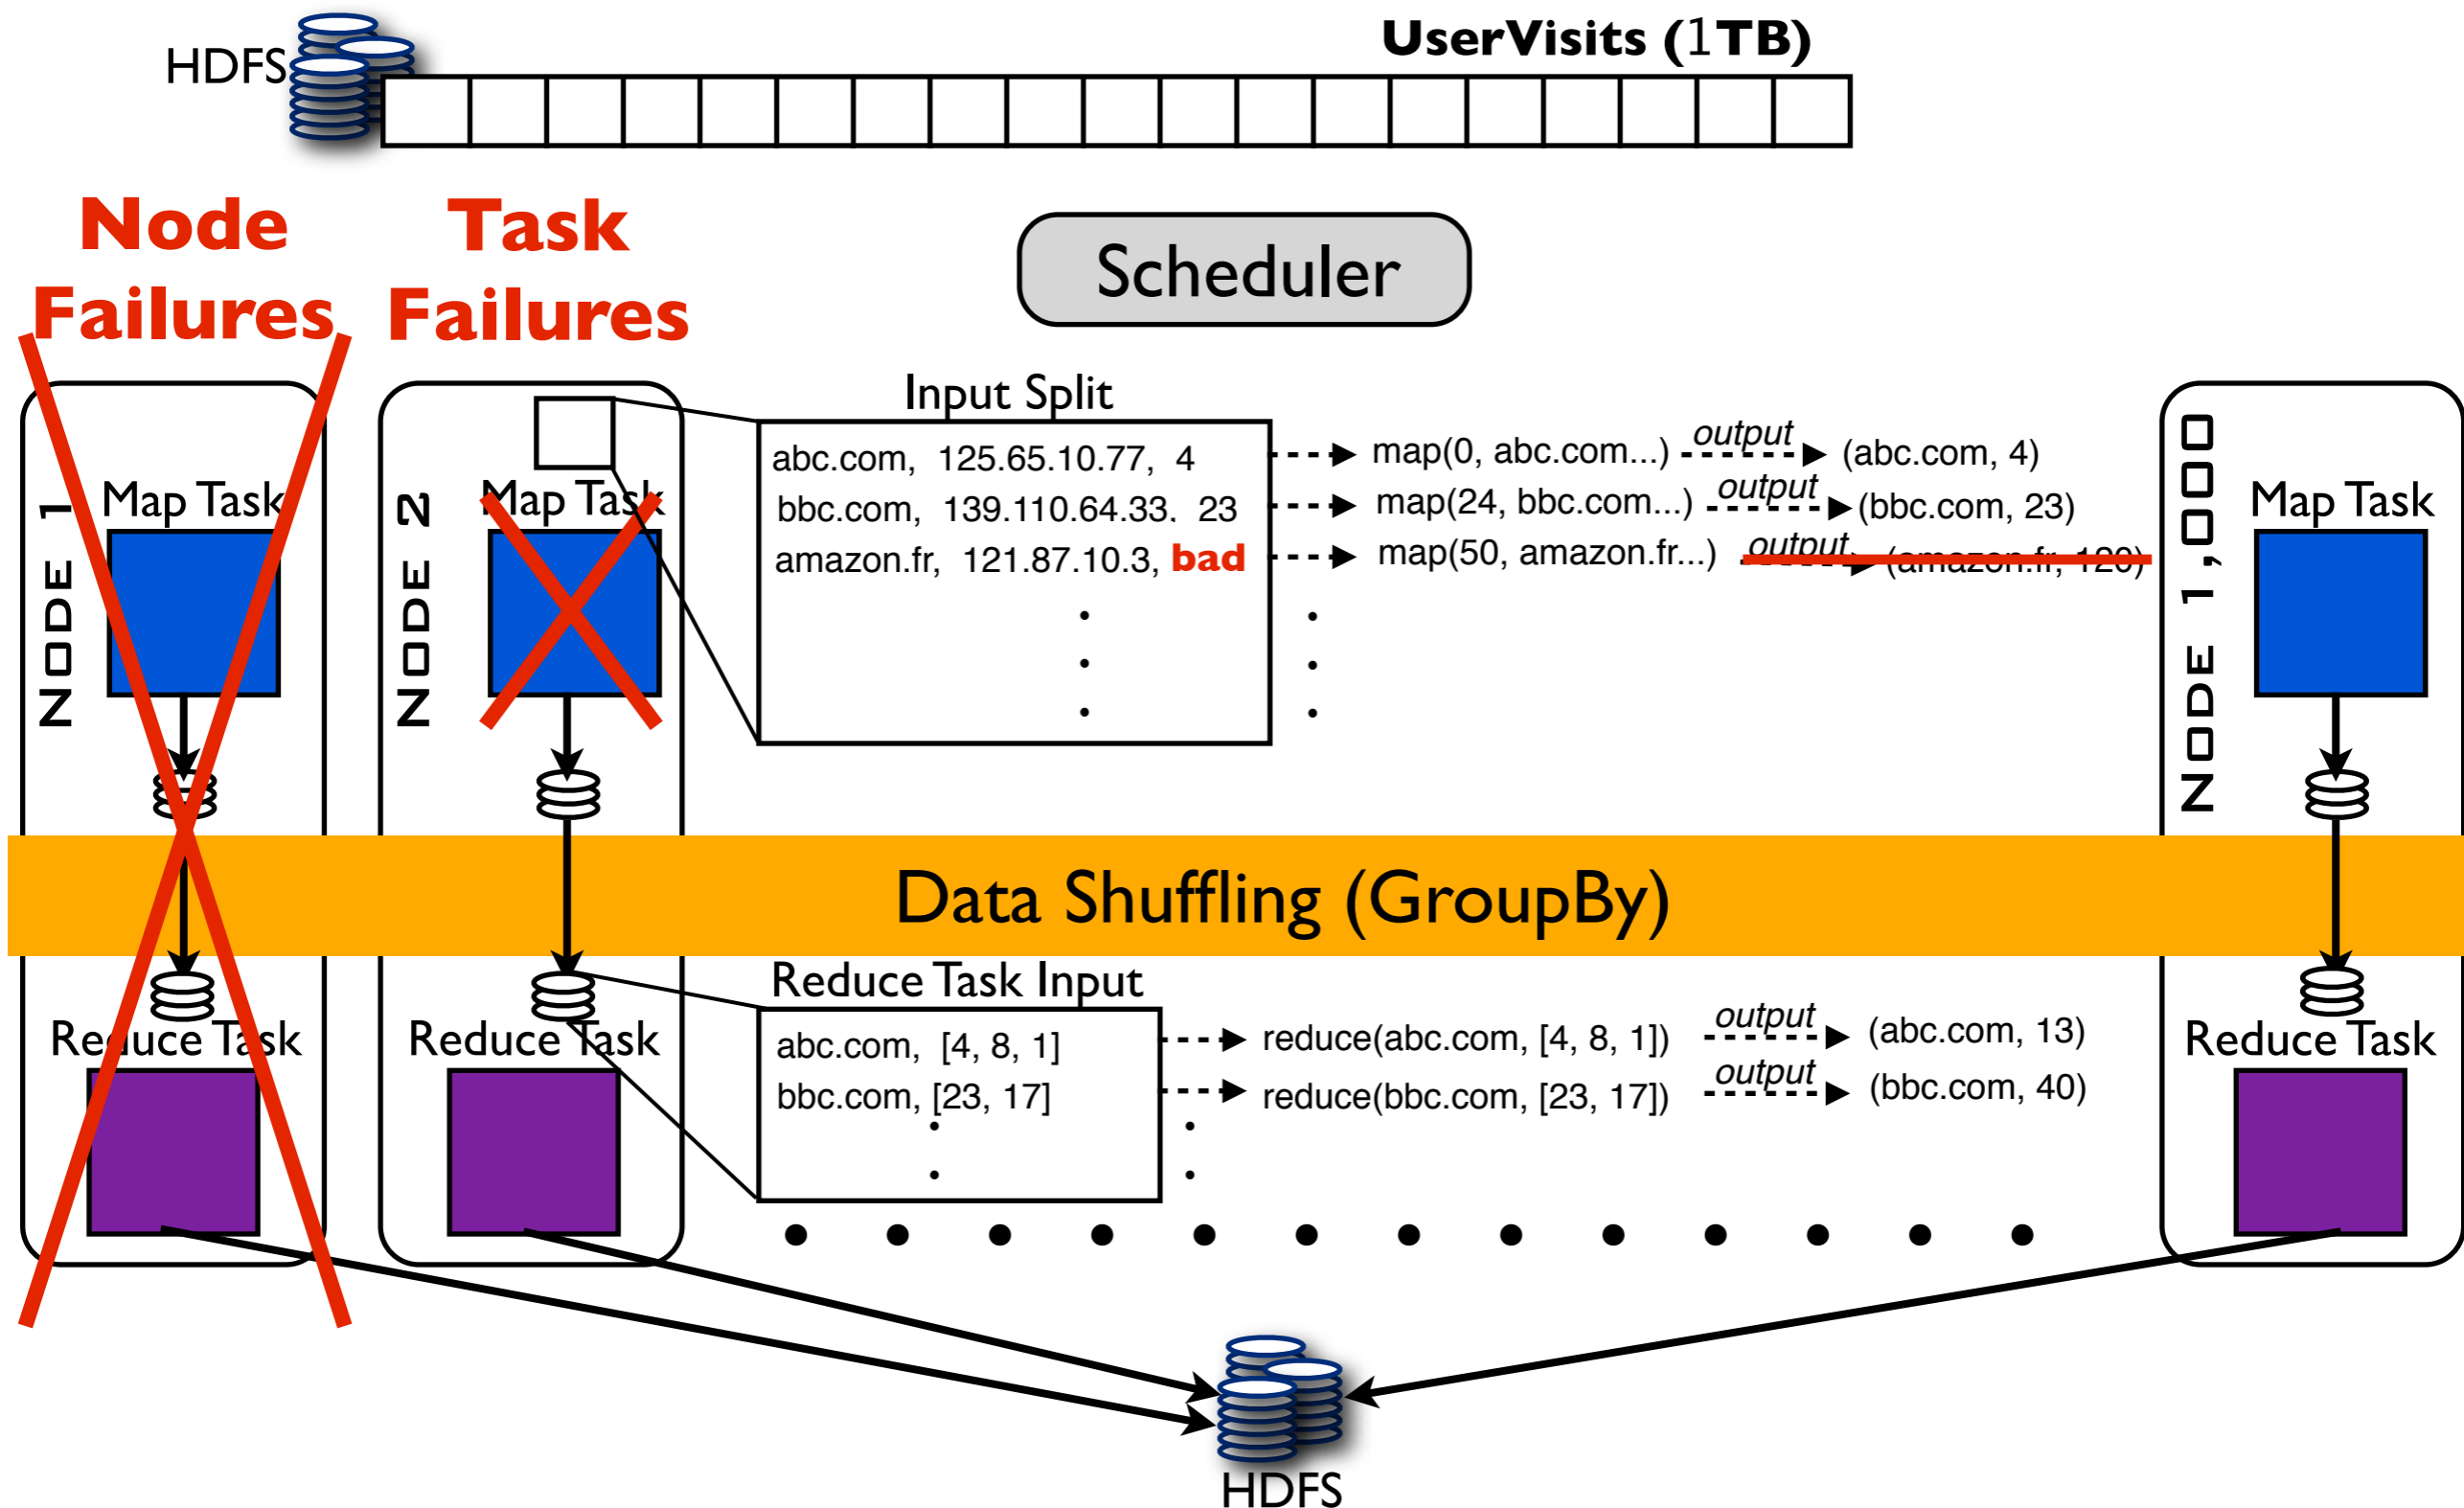 UserVisits (1TB)
HDFS
Node
Failures
Task
Failures
Scheduler
Input Split
abc.com, 125.65.10.77, 4
map(0, abc.com...)
output
(abc.com, 4)
bbc.com, 139.110.64.33, 23
map(24, bbc.com...)
output
(bbc.com, 23)
amazon.fr, 121.87.10.3, bad
map(50, amazon.fr...)
output
(amazon.fr, 120)
NODE 1
Map Task
NODE 2
Map Task
NODE 1,000
Map Task
Data Shuffling (GroupBy)
Reduce Task Input
abc.com, [4, 8, 1]
reduce(abc.com, [4, 8, 1])
output
(abc.com, 13)
bbc.com, [23, 17]
reduce(bbc.com, [23, 17])
output
(bbc.com, 40)
Reduce Task
Reduce Task
Reduce Task
HDFS